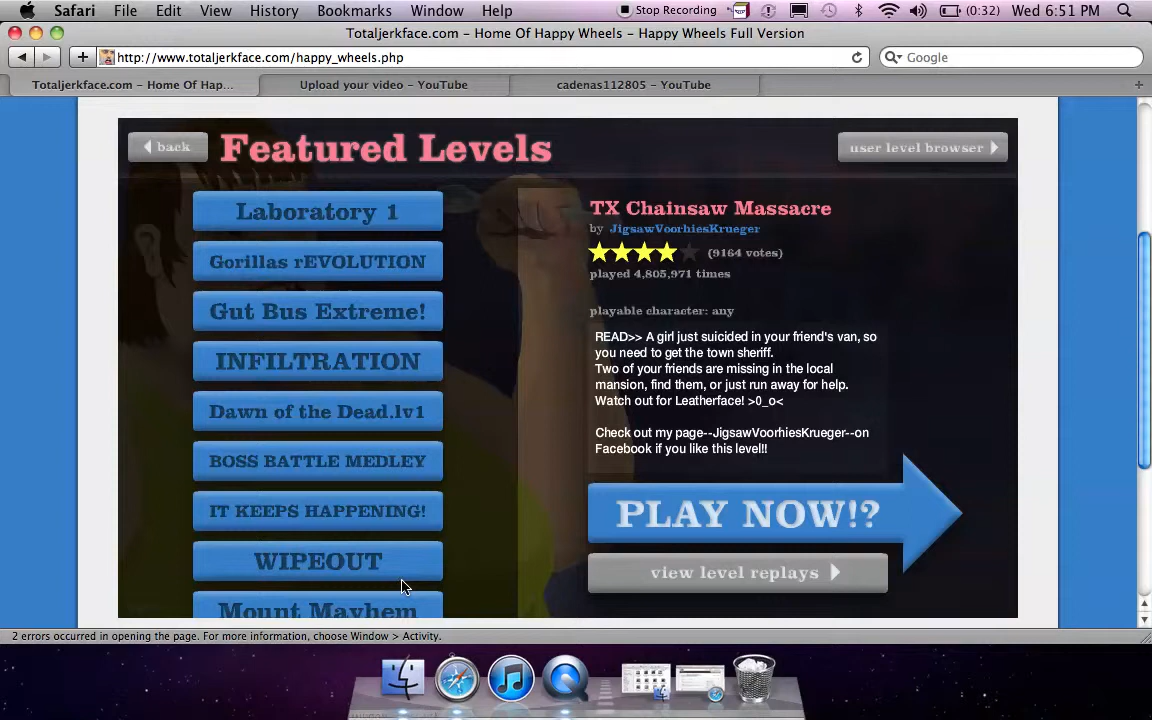 Safari File Edit View History Bookmarks Window Help Stop Recording (0:32) Wed 6:51 PM
Totaljerkface.com – Home Of Happy Wheels – Happy Wheels Full Version
http://www.totaljerkface.com/happy_wheels.php Google
Totaljerkface.com – Home Of Hap... Upload your video – YouTube cadenas112805 – YouTube
back Featured Levels user level browser
Laboratory 1
Gorillas rEVOLUTION
Gut Bus Extreme!
INFILTRATION
Dawn of the Dead.lv1
BOSS BATTLE MEDLEY
IT KEEPS HAPPENING!
WIPEOUT
Mount Mayhem
TX Chainsaw Massacre
by JigsawVoorhiesKrueger
(9164 votes)
played 4,805,971 times
playable character: any
READ>> A girl just suicided in your friend's van, so
you need to get the town sheriff.
Two of your friends are missing in the local
mansion, find them, or just run away for help.
Watch out for Leatherface! >0_o<
Check out my page--JigsawVoorhiesKrueger--on
Facebook if you like this level!!
PLAY NOW!?
view level replays
2 errors occurred in opening the page. For more information, choose Window > Activity.